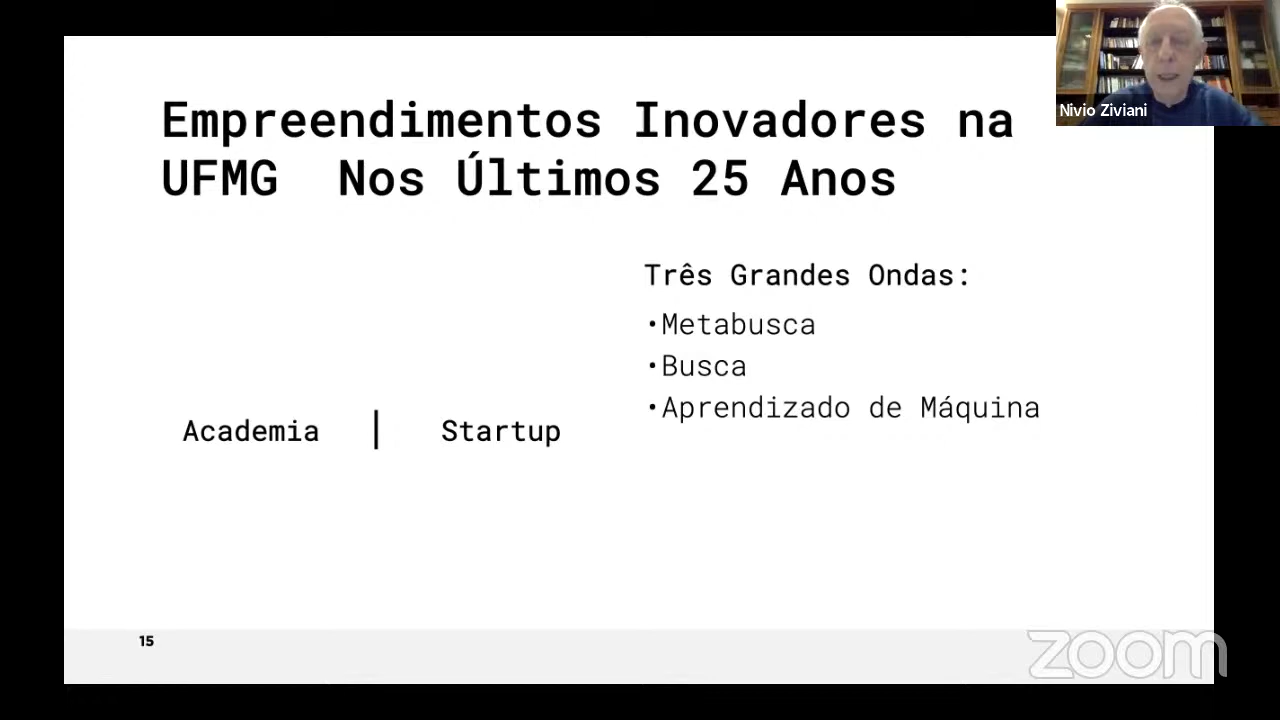 Empreendimentos Inovadores na
UFMG Nos Últimos 25 Anos
Nivio Ziviani
Três Grandes Ondas:
•Metabusca
•Busca
•Aprendizado de Máquina
Academia | Startup
15
zoom